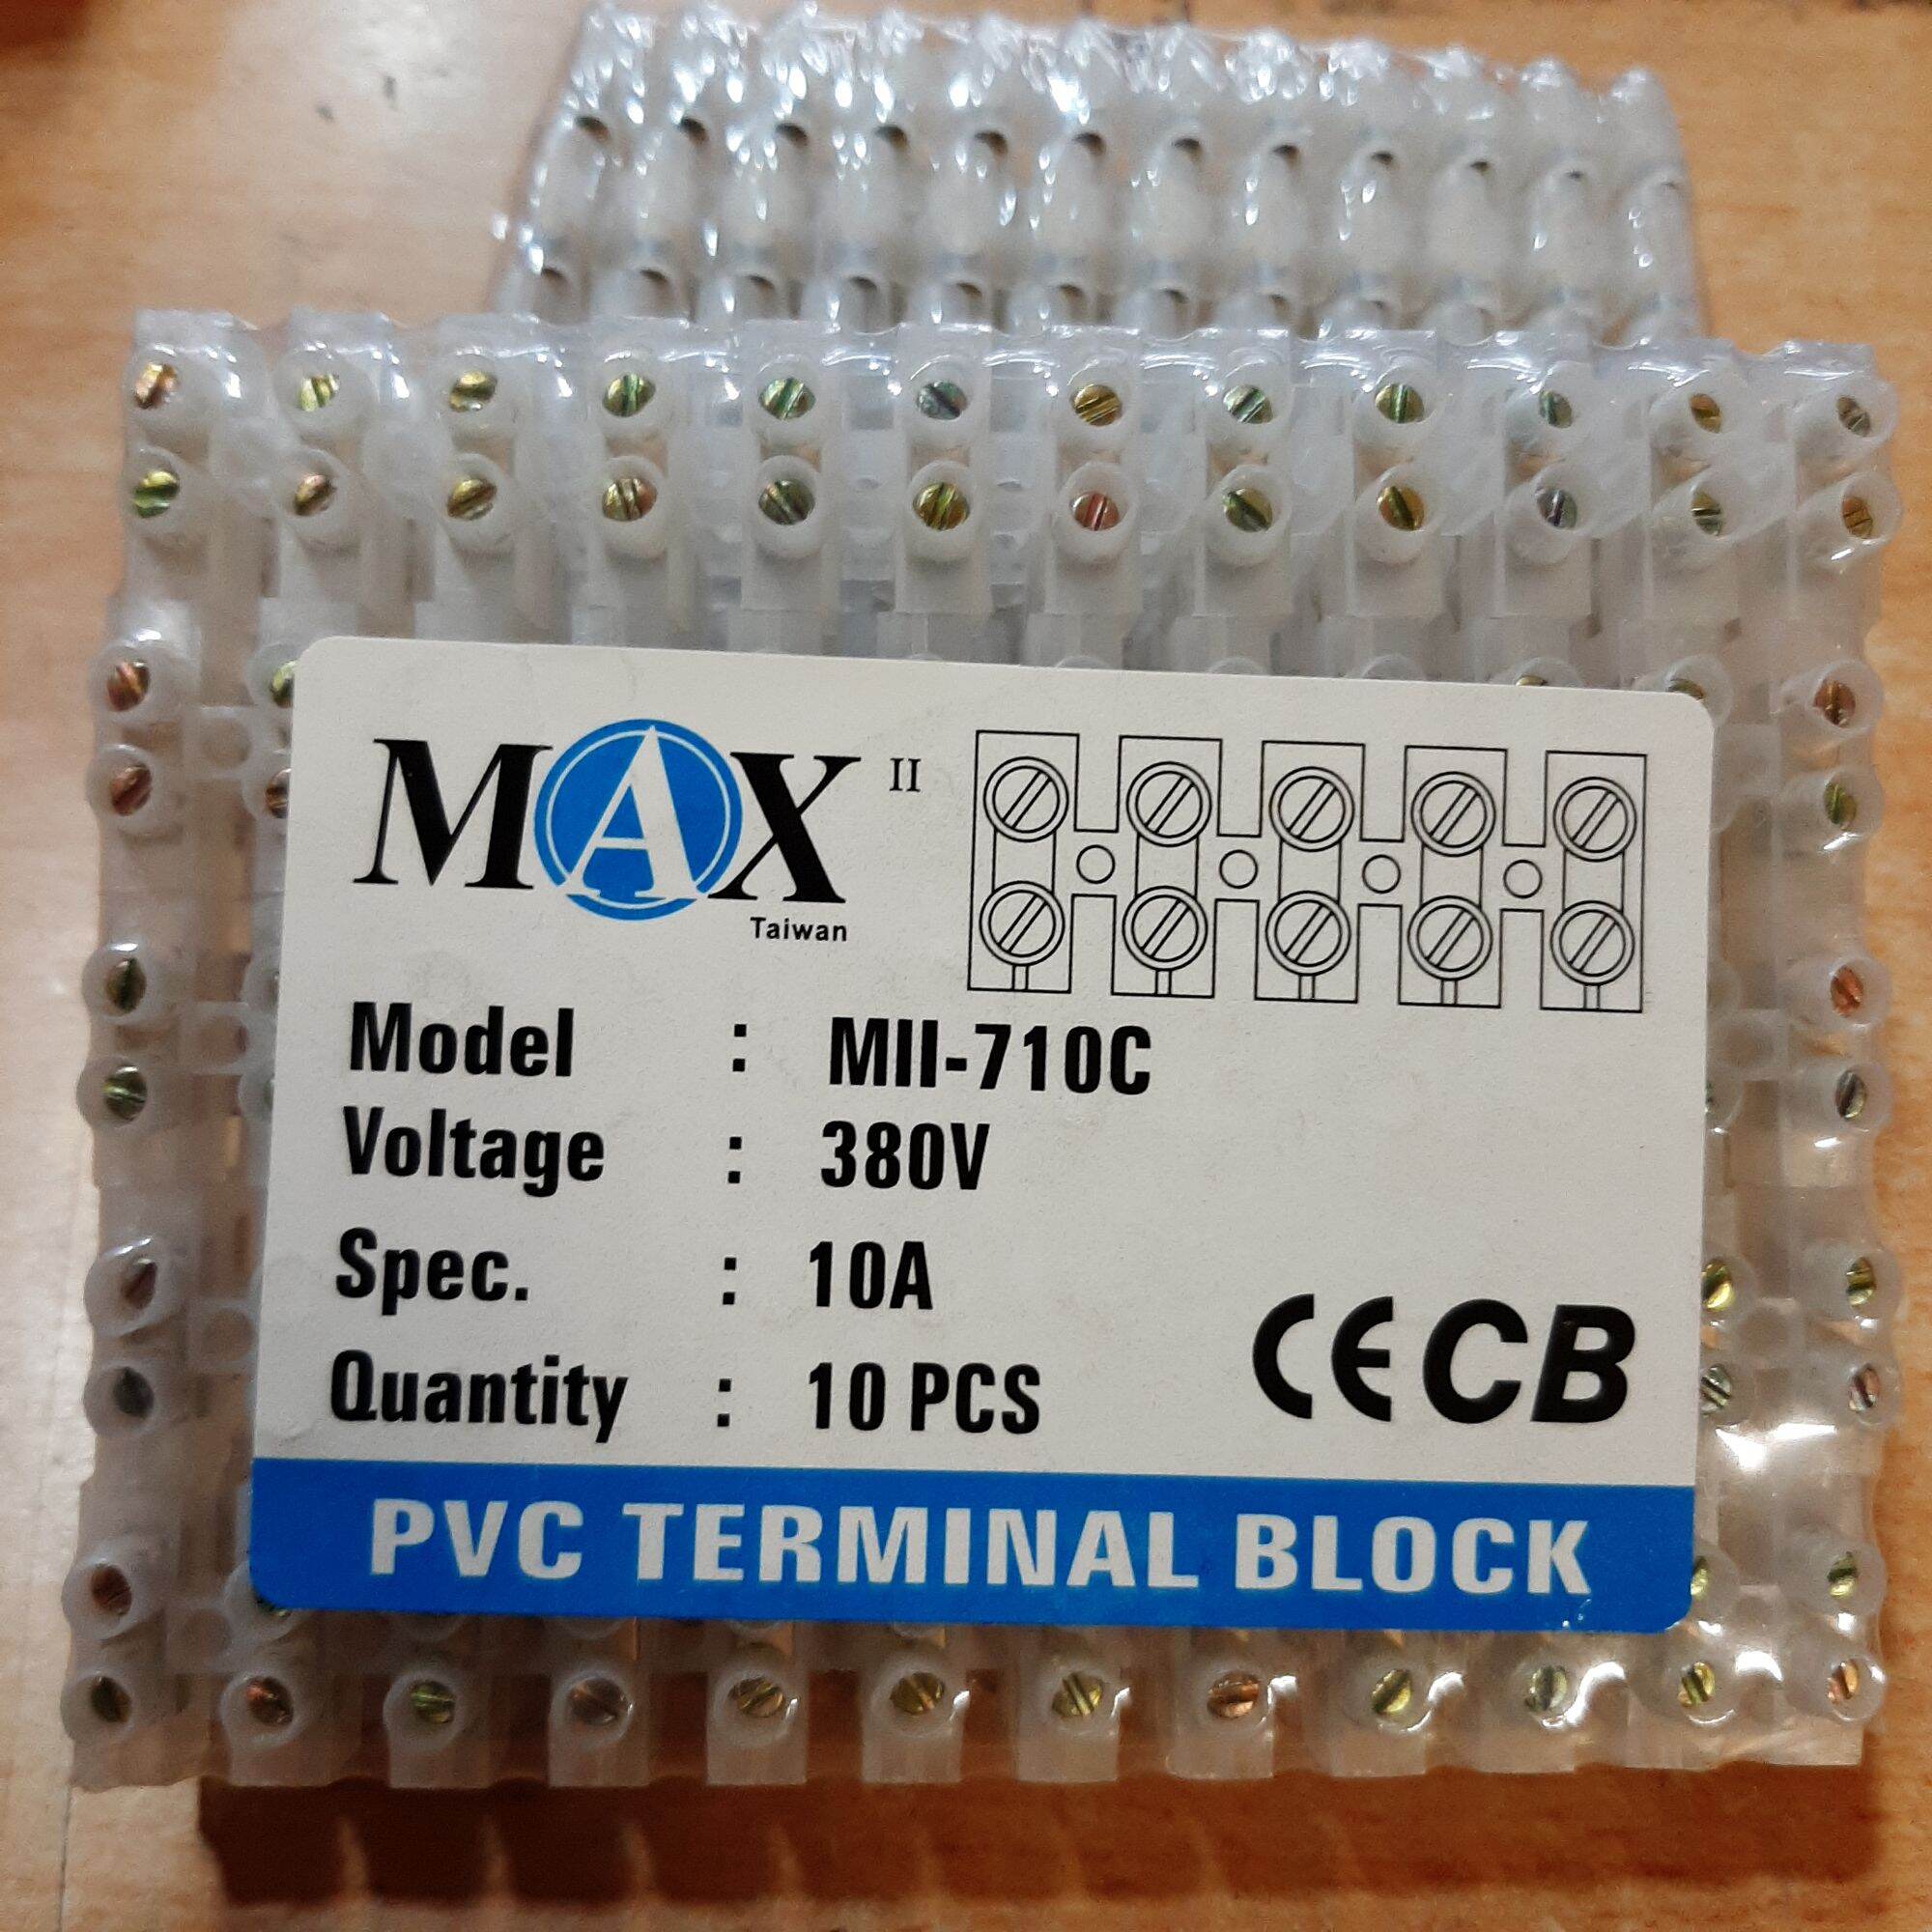 MAX II
Taiwan
Model : MII-710C
Voltage : 380V
Spec. : 10A
Quantity : 10 PCS
CE CB
PVC TERMINAL BLOCK